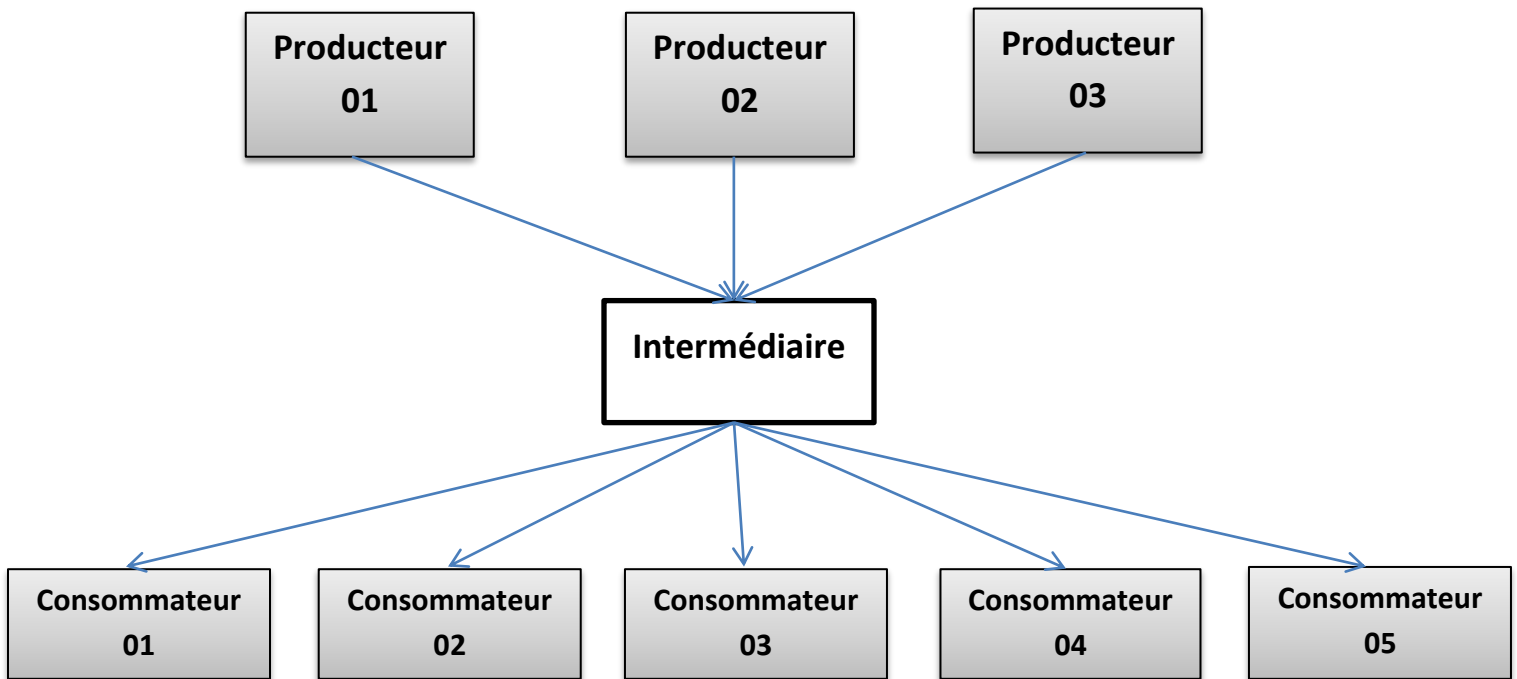 Producteur
01
Producteur
02
Producteur
03
Intermédiaire
Consommateur
01
Consommateur
02
Consommateur
03
Consommateur
04
Consommateur
05